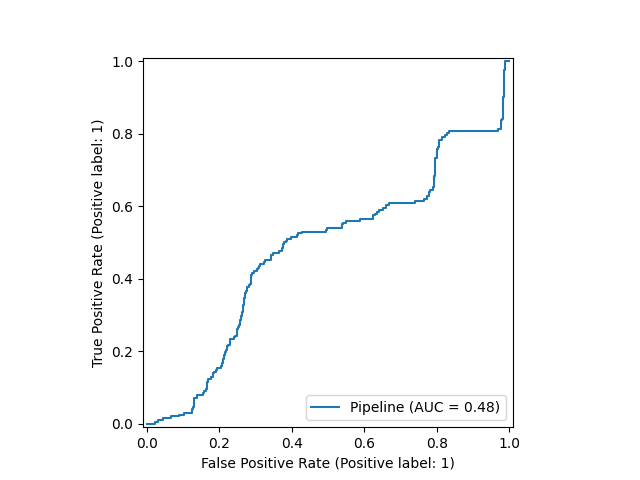 1.0
0.8
0.6
0.4
0.2
0.0
True Positive Rate (Positive label: 1)
Pipeline (AUC = 0.48)
0.0 0.2 0.4 0.6 0.8 1.0
False Positive Rate (Positive label: 1)